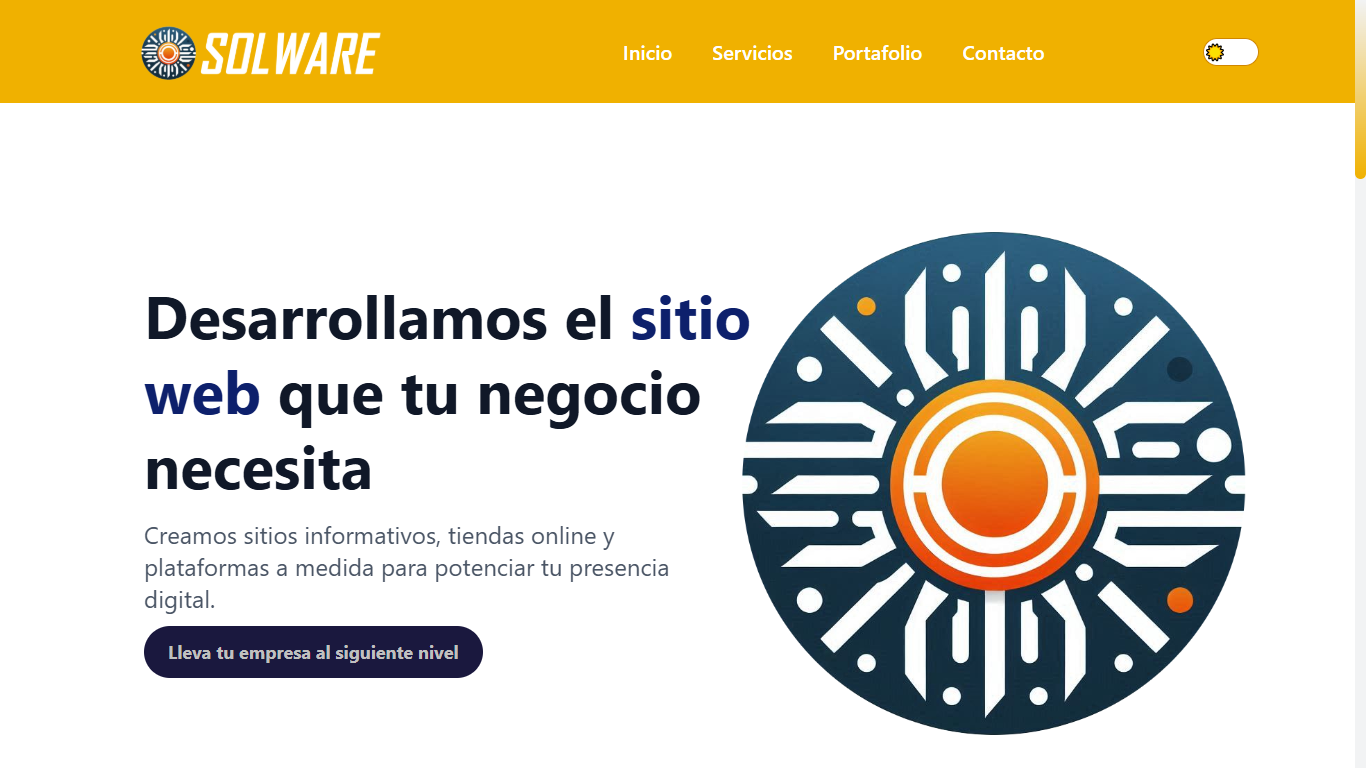 SOLWARE
Inicio Servicios Portafolio Contacto
Desarrollamos el sitio
web que tu negocio
necesita
Creamos sitios informativos, tiendas online y
plataformas a medida para potenciar tu presencia
digital.
Lleva tu empresa al siguiente nivel